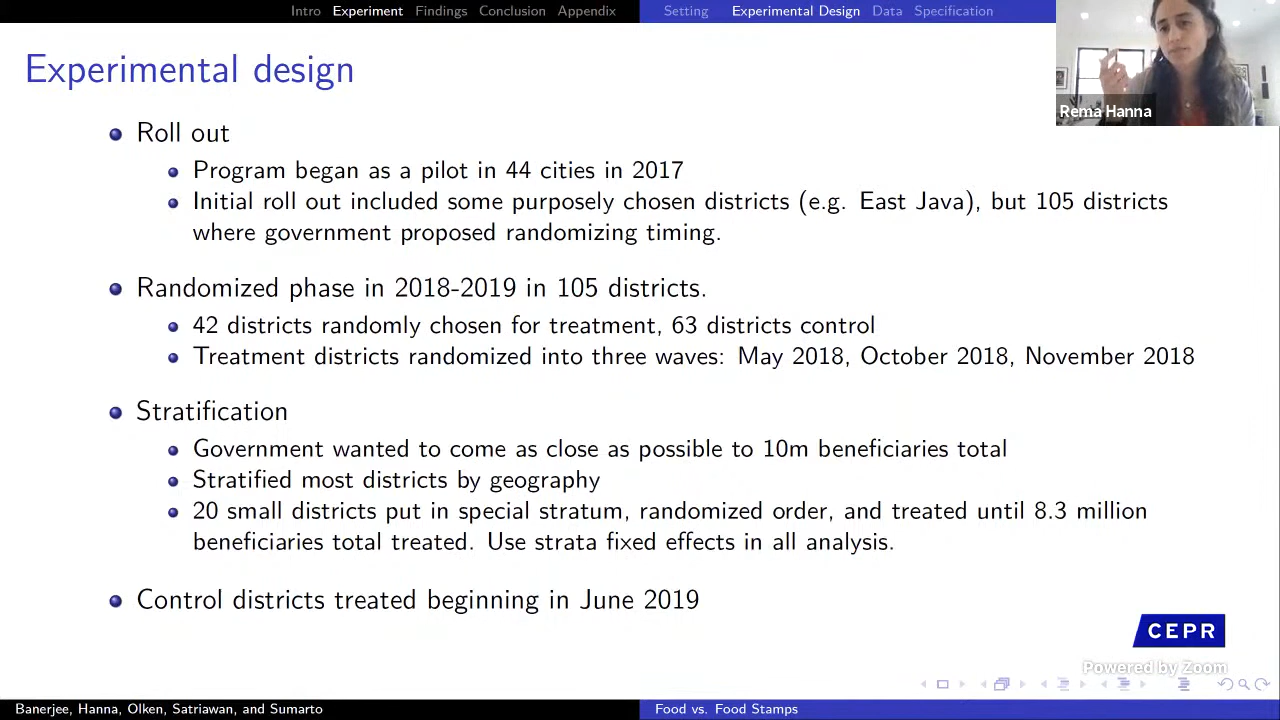 Intro Experiment Findings Conclusion Appendix
Setting Experimental Design Data Specification
Experimental design
Rema Hanna
Roll out
Program began as a pilot in 44 cities in 2017
Initial roll out included some purposely chosen districts (e.g. East Java), but 105 districts
where government proposed randomizing timing.
Randomized phase in 2018-2019 in 105 districts.
42 districts randomly chosen for treatment, 63 districts control
Treatment districts randomized into three waves: May 2018, October 2018, November 2018
Stratification
Government wanted to come as close as possible to 10m beneficiaries total
Stratified most districts by geography
20 small districts put in special stratum, randomized order, and treated until 8.3 million
beneficiaries total treated. Use strata fixed effects in all analysis.
Control districts treated beginning in June 2019
CEPR
Powered by Zoom
Banerjee, Hanna, Olken, Satriawan, and Sumarto
Food vs. Food Stamps